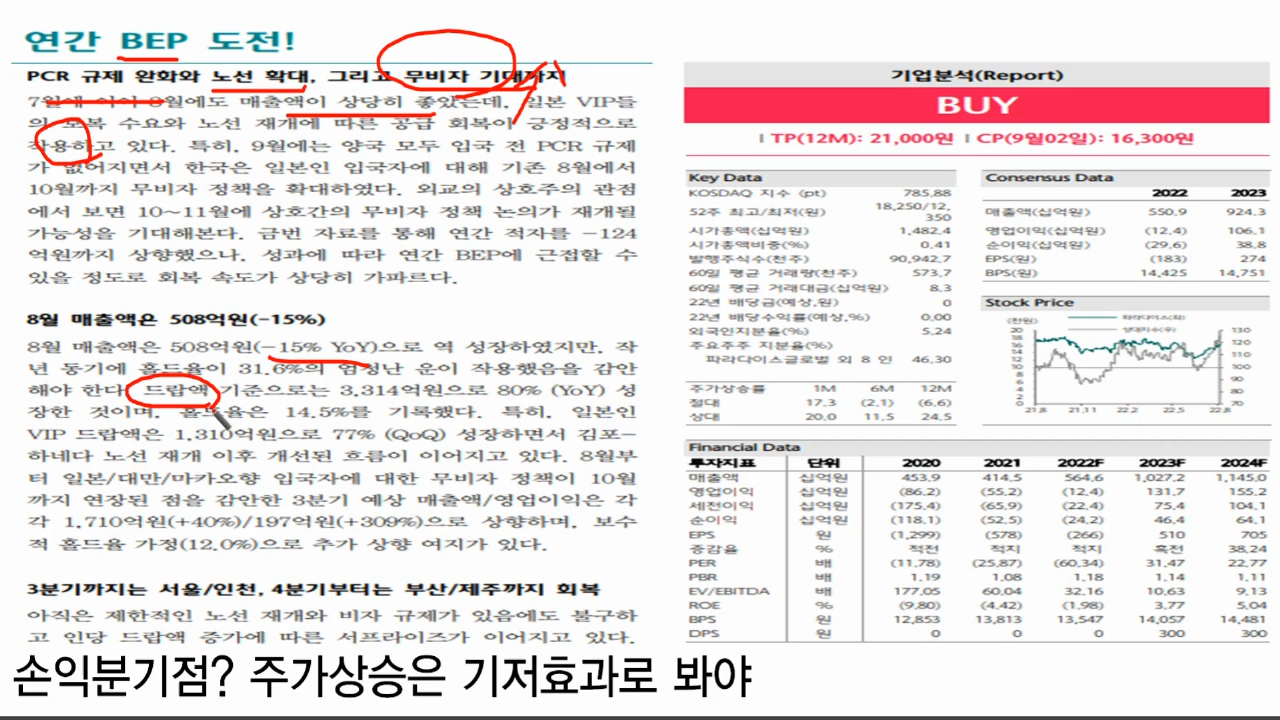 연간 BEP 도전!
PCR 규제 완화와 노선 확대, 그리고 무비자 기대까지
7월에 이어 8월에도 매출액이 상당히 좋았는데, 일본 VIP들
의 보복 수요와 노선 재개에 따른 공급 회복이 긍정적으로
작용하고 있다. 특히, 9월에는 양국 모두 입국 전 PCR 규제
가 없어지면서 한국은 일본인 입국자에 대해 기존 8월에서
10월까지 무비자 정책을 확대하였다. 외교의 상호주의 관점
에서 보면 10~11월에 상호간의 무비자 정책 논의가 재개될
가능성을 기대해본다. 금번 자료를 통해 연간 적자를 -124
억원까지 상향했으나, 성과에 따라 연간 BEP에 근접할 수
있을 정도로 회복 속도가 상당히 가파르다.
8월 매출액은 508억원(-15%)
8월 매출액은 508억원(-15% YoY)으로 역 성장하였지만, 작
년 동기에 홀드율이 31.6%의 엄청난 운이 작용했음을 감안
해야 한다. 드랍액 기준으로는 3,314억원으로 80% (YoY) 성
장한 것이며, 홀드율은 14.5%를 기록했다. 특히, 일본인
VIP 드랍액은 1,310억원으로 77% (QoQ) 성장하면서 김포-
하네다 노선 재개 이후 개선된 흐름이 이어지고 있다. 8월부
터 일본/대만/마카오향 입국자에 대한 무비자 정책이 10월
까지 연장된 점을 감안한 3분기 예상 매출액/영업이익은 각
각 1,710억원(+40%)/197억원(+309%)으로 상향하며, 보수
적 홀드율 가정(12.0%)으로 추가 상향 여지가 있다.
3분기까지는 서울/인천, 4분기부터는 부산/제주까지 회복
아직은 제한적인 노선 재개와 비자 규제가 있음에도 불구하
고 인당 드랍액 증가에 따른 서프라이즈가 이어지고 있다.
기업분석(Report)
BUY
I TP(12M): 21,000원 I CP(9월02일): 16,300원
Key Data
KOSDAQ 지수 (pt) 785.88
52주 최고/최저(원) 18,250/12,350
시가총액(십억원) 1,482.4
시가총액비중(%) 0.41
발행주식수(천주) 90,942.7
60일 평균 거래량(천주) 573.7
60일 평균 거래대금(십억원) 8.3
22년 배당금(예상,원) 0
22년 배당수익률(예상,%) 0.00
외국인지분율(%) 5.24
주요주주 지분율(%)
파라다이스글로벌 외 8 인 46.30
주가상승률 1M 6M 12M
절대 17.3 (2.1) (6.6)
상대 20.0 11.5 24.5
Consensus Data
2022 2023
매출액(십억원) 550.9 924.3
영업이익(십억원) (12.4) 106.1
순이익(십억원) (29.6) 38.8
EPS(원) (183) 274
BPS(원) 14,425 14,751
Stock Price
(천원) 파라다이스(좌)
상대지수(우)
20 130
18 120
16 110
14 100
12 90
10 80
8 70
6
4
2
0
21.8 21.11 22.2 22.5 22.8
Financial Data
투자지표 단위 2020 2021 2022F 2023F 2024F
매출액 십억원 453.9 414.5 564.6 1,027.2 1,145.0
영업이익 십억원 (86.2) (55.2) (12.4) 131.7 155.2
세전이익 십억원 (175.4) (65.9) (22.4) 75.4 104.1
순이익 십억원 (118.1) (52.5) (24.2) 46.4 64.1
EPS 원 (1,299) (578) (266) 510 705
증감율 % 적전 적지 적지 흑전 38.24
PER 배 (11.78) (25.87) (60.34) 31.47 22.77
PBR 배 1.19 1.08 1.18 1.14 1.11
EV/EBITDA 배 177.05 60.04 32.16 10.63 9.13
ROE % (9.80) (4.42) (1.98) 3.77 5.04
BPS 원 12,853 13,813 13,547 14,057 14,481
DPS 원 0 0 0 300 300
손익분기점? 주가상승은 기저효과로 봐야